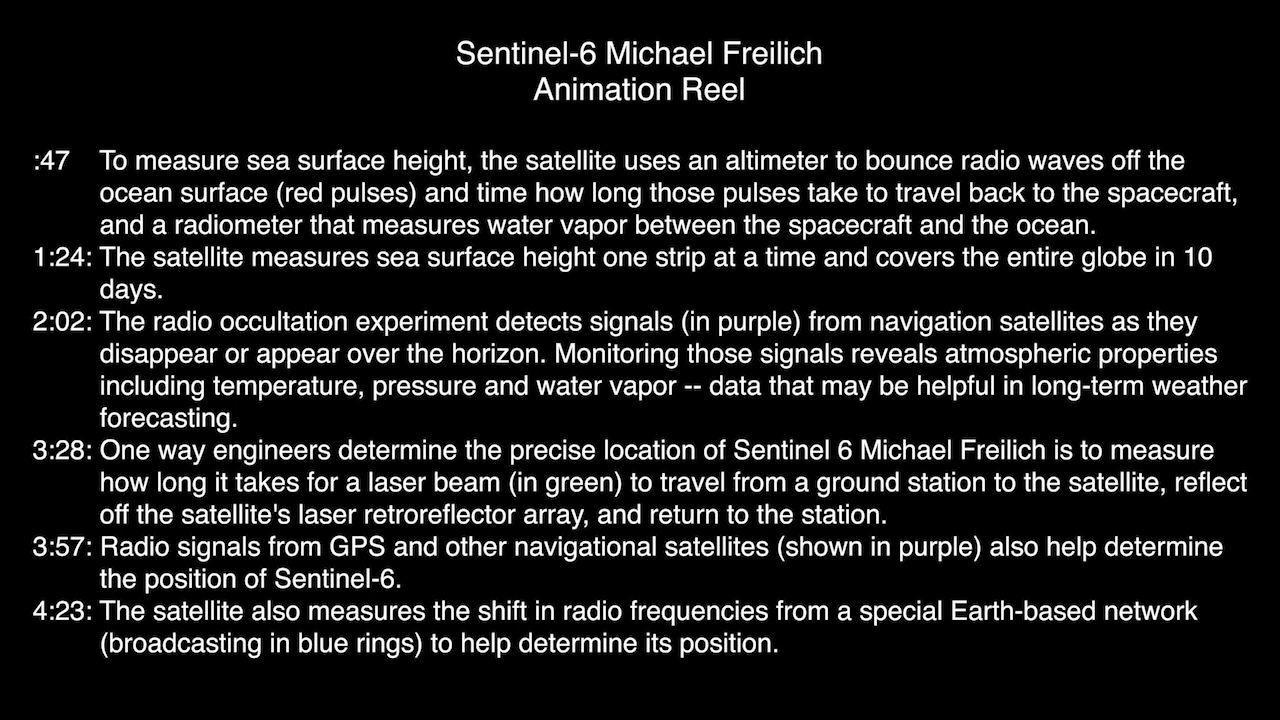 Sentinel-6 Michael Freilich
Animation Reel
:47 To measure sea surface height, the satellite uses an altimeter to bounce radio waves off the
ocean surface (red pulses) and time how long those pulses take to travel back to the spacecraft,
and a radiometer that measures water vapor between the spacecraft and the ocean.
1:24: The satellite measures sea surface height one strip at a time and covers the entire globe in 10
days.
2:02: The radio occultation experiment detects signals (in purple) from navigation satellites as they
disappear or appear over the horizon. Monitoring those signals reveals atmospheric properties
including temperature, pressure and water vapor -- data that may be helpful in long-term weather
forecasting.
3:28: One way engineers determine the precise location of Sentinel 6 Michael Freilich is to measure
how long it takes for a laser beam (in green) to travel from a ground station to the satellite, reflect
off the satellite's laser retroreflector array, and return to the station.
3:57: Radio signals from GPS and other navigational satellites (shown in purple) also help determine
the position of Sentinel-6.
4:23: The satellite also measures the shift in radio frequencies from a special Earth-based network
(broadcasting in blue rings) to help determine its position.